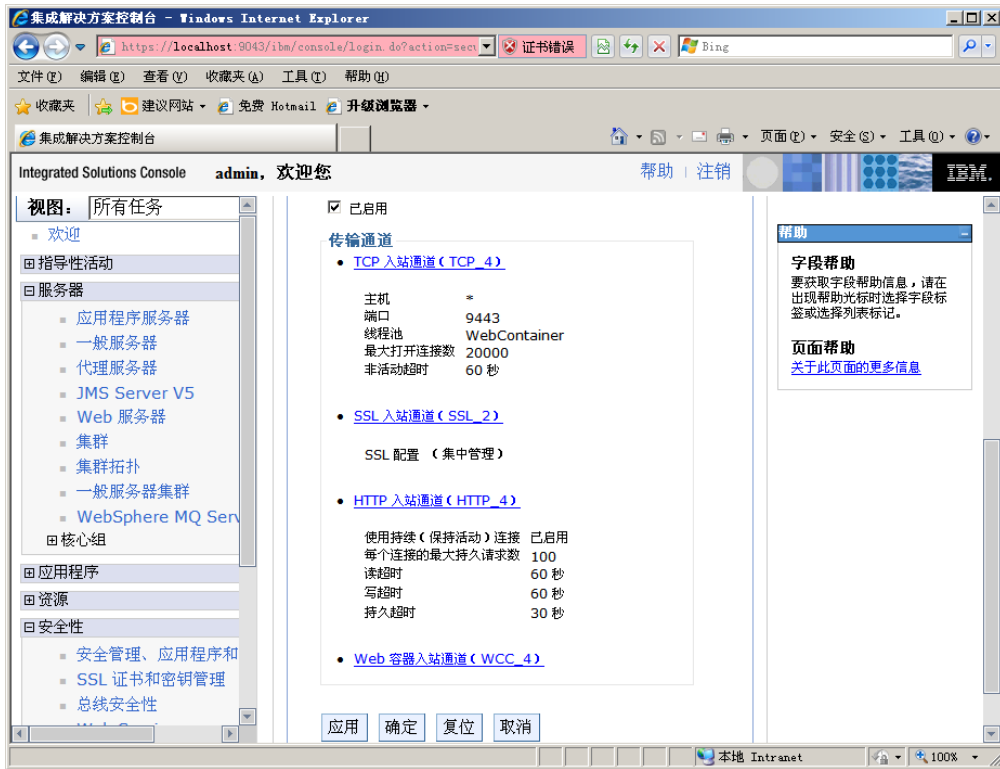 集成解决方案控制台 - Windows Internet Explorer
https://localhost:9043/ibm/console/login.do?action=sect
证书错误
Bing
文件(F) 编辑(E) 查看(V) 收藏夹(A) 工具(T) 帮助(H)
收藏夹 建议网站 免费 Hotmail 升级浏览器
集成解决方案控制台
页面(P) 安全(S) 工具(O)
Integrated Solutions Console admin，欢迎您
帮助 | 注销
IBM.
视图： 所有任务
欢迎
指导性活动
服务器
应用程序服务器
一般服务器
代理服务器
JMS Server V5
Web 服务器
集群
集群拓扑
一般服务器集群
WebSphere MQ Serv
核心组
应用程序
资源
安全性
安全管理、应用程序和
SSL 证书和密钥管理
总线安全性
已启用
传输通道
TCP 入站通道（TCP_4）
主机 *
端口 9443
线程池 WebContainer
最大打开连接数 20000
非活动超时 60 秒
SSL 入站通道（SSL_2）
SSL 配置 （集中管理）
HTTP 入站通道（HTTP_4）
使用持续（保持活动）连接 已启用
每个连接的最大持久请求数 100
读超时 60 秒
写超时 60 秒
持久超时 30 秒
Web 容器入站通道（WCC_4）
应用 确定 复位 取消
帮助
字段帮助
要获取字段帮助信息，请在
出现帮助光标时选择字段标
签或选择列表标记。
页面帮助
关于此页面的更多信息
本地 Intranet
100%